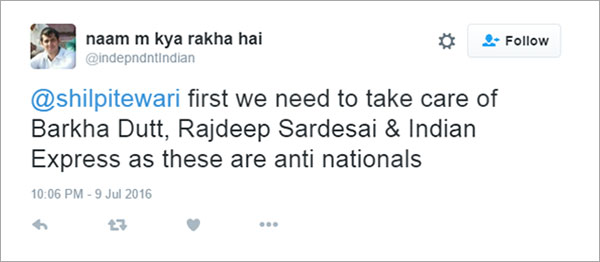 naam m kya rakha hai
@indepndntIndian
Follow
@shilpitewari first we need to take care of
Barkha Dutt, Rajdeep Sardesai & Indian
Express as these are anti nationals
10:06 PM - 9 Jul 2016